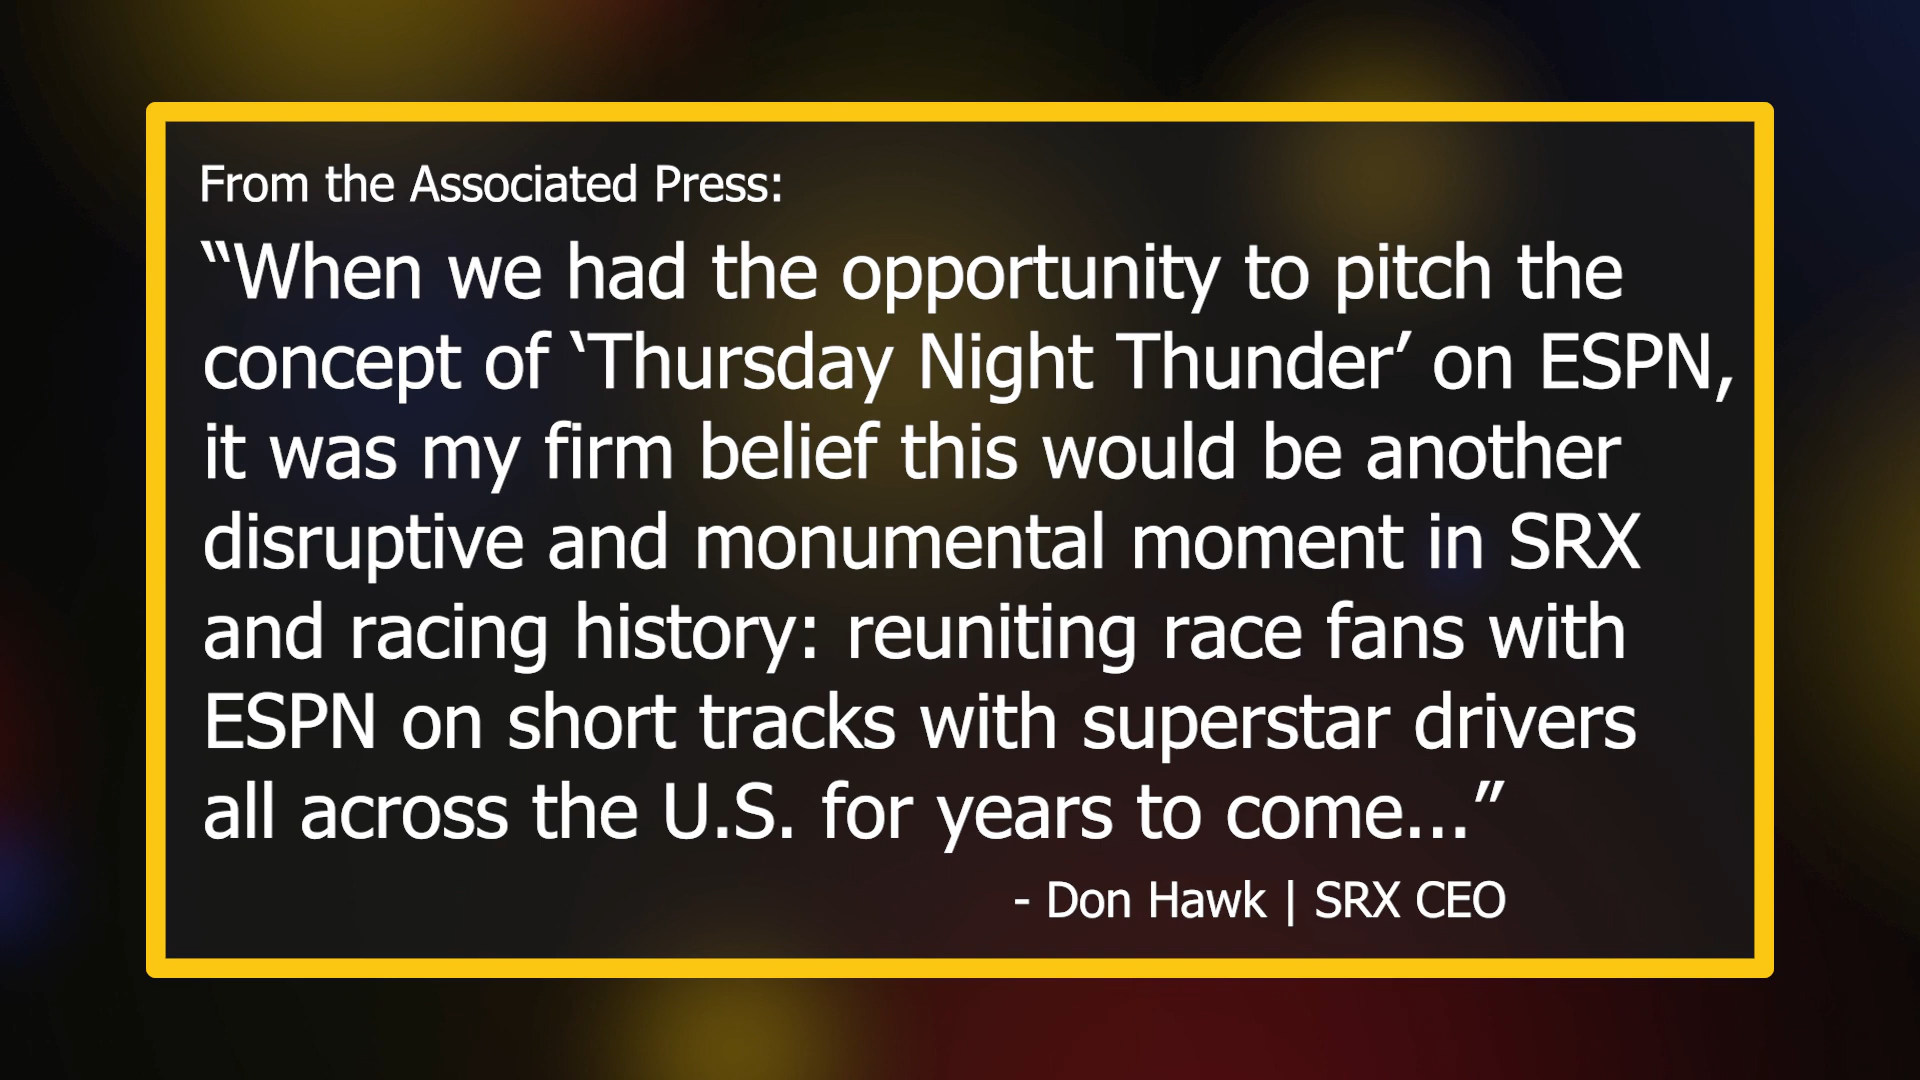 From the Associated Press:
“When we had the opportunity to pitch the
concept of ‘Thursday Night Thunder’ on ESPN,
it was my firm belief this would be another
disruptive and monumental moment in SRX
and racing history: reuniting race fans with
ESPN on short tracks with superstar drivers
all across the U.S. for years to come...”
- Don Hawk | SRX CEO